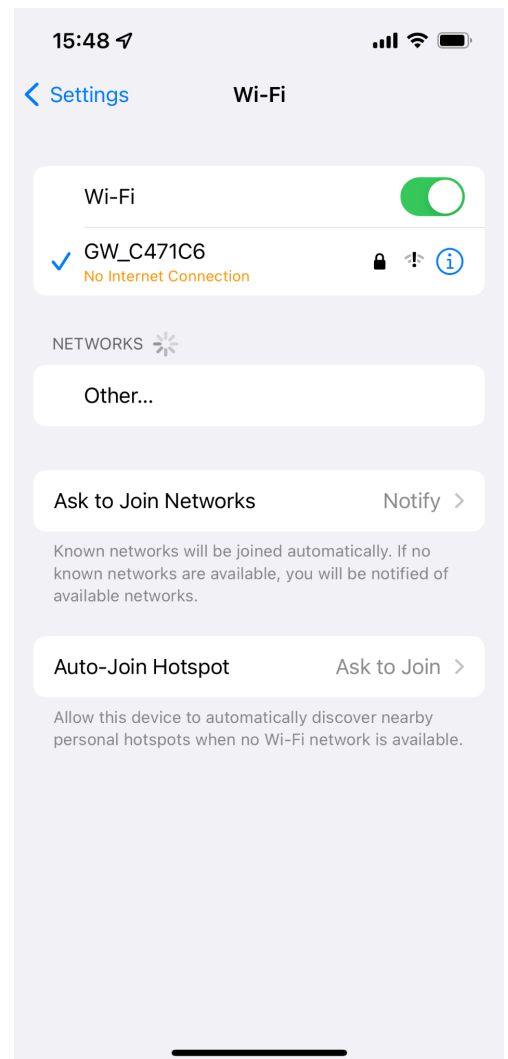 15:48
Settings
Wi-Fi
Wi-Fi
GW_C471C6
No Internet Connection
NETWORKS
Other...
Ask to Join Networks Notify
Known networks will be joined automatically. If no
known networks are available, you will be notified of
available networks.
Auto-Join Hotspot Ask to Join
Allow this device to automatically discover nearby
personal hotspots when no Wi-Fi network is available.